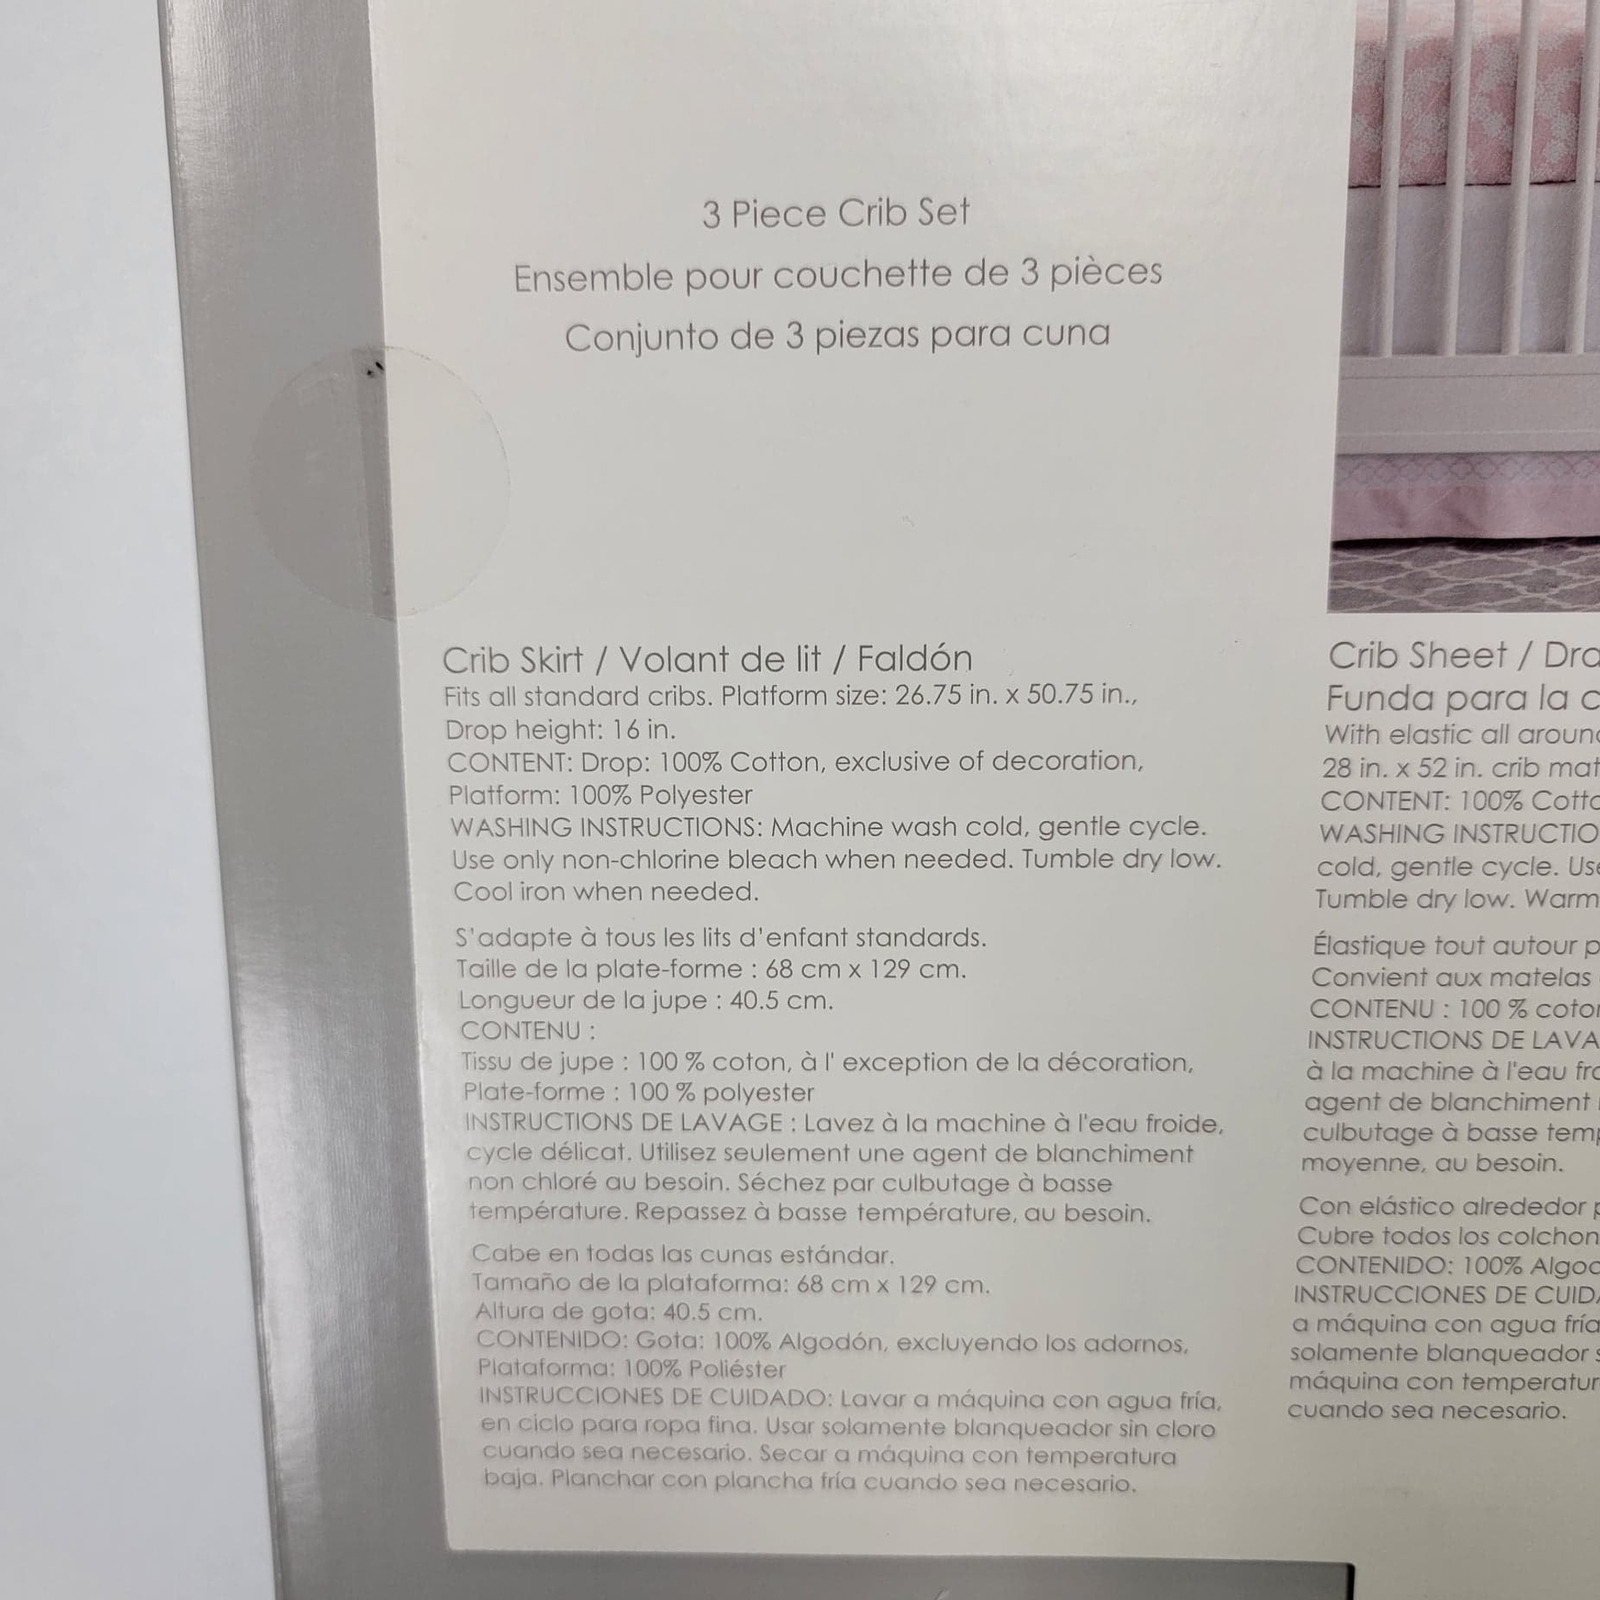 3 Piece Crib Set
Ensemble pour couchette de 3 pièces
Conjunto de 3 piezas para cuna
Crib Skirt / Volant de lit / Faldón
Fits all standard cribs. Platform size: 26.75 in. x 50.75 in.,
Drop height: 16 in.
CONTENT: Drop: 100% Cotton, exclusive of decoration,
Platform: 100% Polyester
WASHING INSTRUCTIONS: Machine wash cold, gentle cycle.
Use only non-chlorine bleach when needed. Tumble dry low.
Cool iron when needed.
S'adapte à tous les lits d'enfant standards.
Taille de la plate-forme : 68 cm x 129 cm.
Longueur de la jupe : 40.5 cm.
CONTENU :
Tissu de jupe : 100 % coton, à l' exception de la décoration,
Plate-forme : 100 % polyester
INSTRUCTIONS DE LAVAGE : Lavez à la machine à l'eau froide,
cycle délicat. Utilisez seulement une agent de blanchiment
non chloré au besoin. Séchez par culbutage à basse
température. Repassez à basse température, au besoin.
Cabe en todas las cunas estándar.
Tamaño de la plataforma: 68 cm x 129 cm.
Altura de gota: 40.5 cm.
CONTENIDO: Gota: 100% Algodón, excluyendo los adornos,
Plataforma: 100% Poliéster
INSTRUCCIONES DE CUIDADO: Lavar a máquina con agua fría,
en ciclo para ropa fina. Usar solamente blanqueador sin cloro
cuando sea necesario. Secar a máquina con temperatura
baja. Planchar con plancha fría cuando sea necesario.
Crib Sheet /
Funda para la
With elastic all
28 in. x 52 in. crib
CONTENT: 100%
WASHING
cold, gentle cycle.
Tumble dry low. Warm
Élastique tout autour
Convient aux matelas
CONTENU : 100 %
INSTRUCTIONS DE
à la machine à l'eau
agent de blanchiment
culbutage à basse
moyenne, au besoin.
Con elástico alrededor
Cubre todos los
CONTENIDO: 100%
INSTRUCCIONES DE
a máquina con agua fría
solamente blanqueador
máquina con
cuando sea necesario.